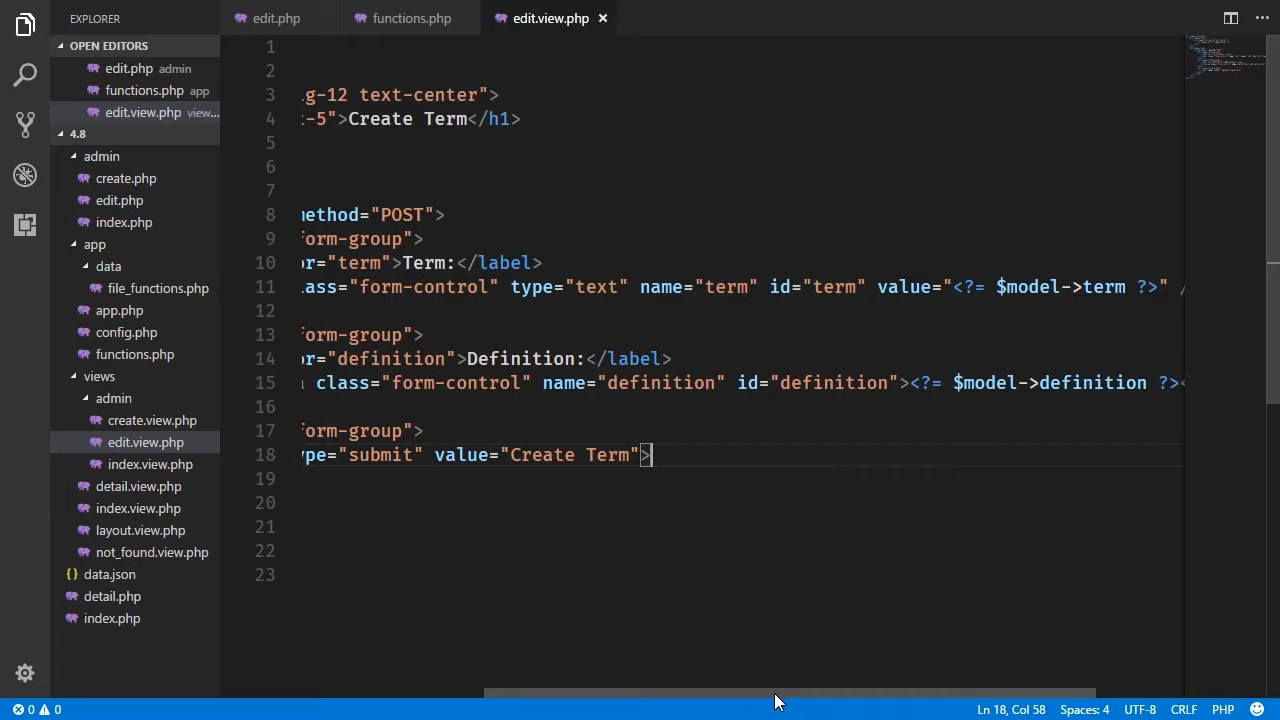 EXPLORER
OPEN EDITORS
edit.php admin
functions.php app
edit.view.php view...
4.8
admin
create.php
edit.php
index.php
app
data
file_functions.php
app.php
config.php
functions.php
views
admin
create.view.php
edit.view.php
index.view.php
detail.view.php
index.view.php
layout.view.php
not_found.view.php
{} data.json
detail.php
index.php
edit.php functions.php edit.view.php ×
1
2
3 g-12 text-center">
4 -5">Create Term</h1>
5
6
7
8 ethod="POST">
9 form-group">
10 or="term">Term:</label>
11 ass="form-control" type="text" name="term" id="term" value="<?= $model->term ?>" /
12
13 form-group">
14 or="definition">Definition:</label>
15 class="form-control" name="definition" id="definition"><?= $model->definition ?><
16
17 form-group">
18 ype="submit" value="Create Term">
19
20
21
22
23
0 0 Ln 18, Col 58 Spaces: 4 UTF-8 CRLF PHP